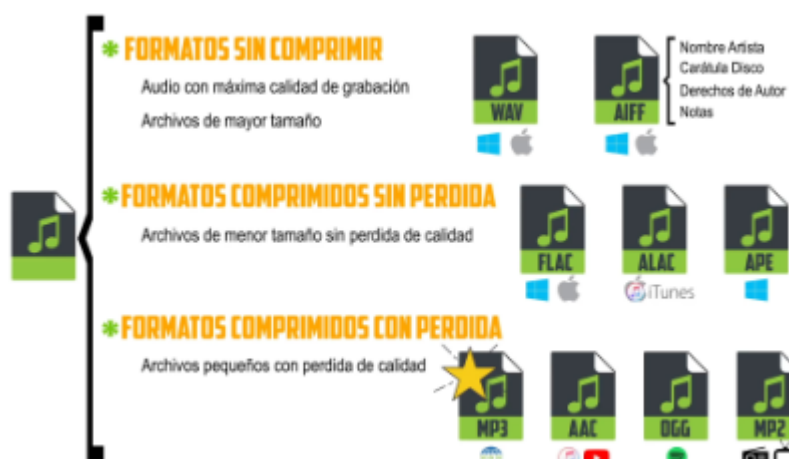 * FORMATOS SIN COMPRIMIR
Audio con máxima calidad de grabación
Archivos de mayor tamaño
WAV
AIFF
Nombre Artista
Carátula Disco
Derechos de Autor
Notas
*FORMATOS COMPRIMIDOS SIN PERDIDA
Archivos de menor tamaño sin perdida de calidad
FLAC
ALAC
APE
iTunes
*FORMATOS COMPRIMIDOS CON PERDIDA
Archivos pequeños con perdida de calidad
MP3
AAC
OGG
MP2